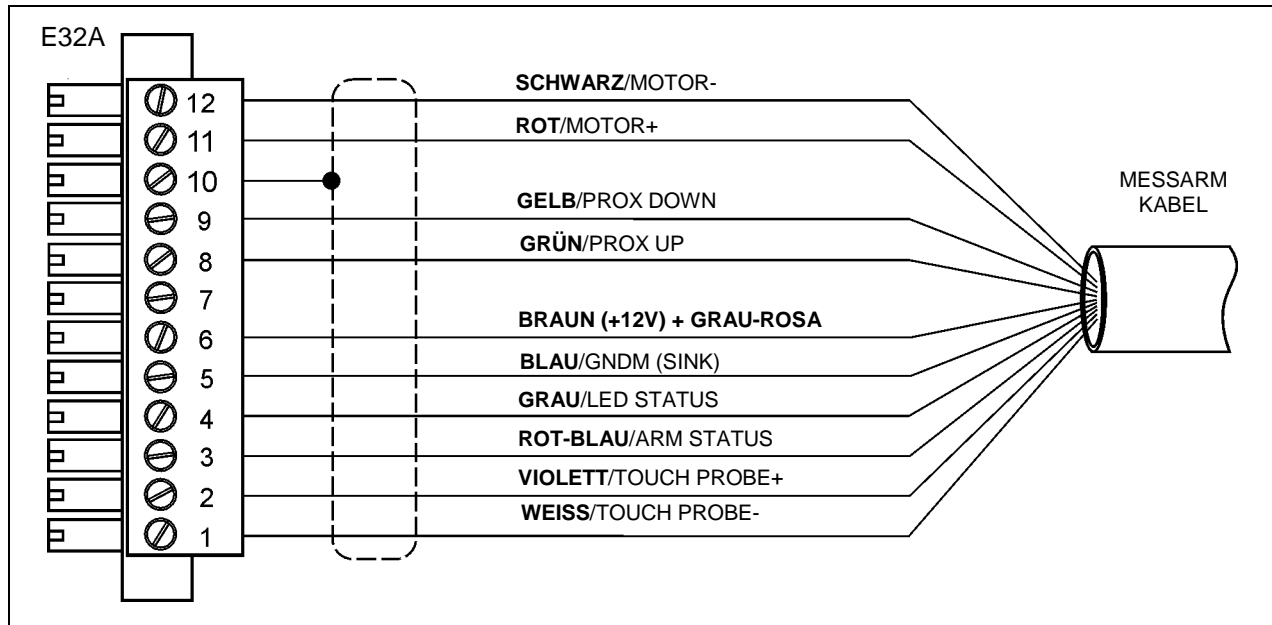 E32A
12
SCHWARZ/MOTOR-
11
ROT/MOTOR+
10
9
GELB/PROX DOWN
8
GRÜN/PROX UP
7
6
BRAUN (+12V) + GRAU-ROSA
5
BLAU/GNDM (SINK)
4
GRAU/LED STATUS
3
ROT-BLAU/ARM STATUS
2
VIOLETT/TOUCH PROBE+
1
WEISS/TOUCH PROBE-
MESSARM
KABEL